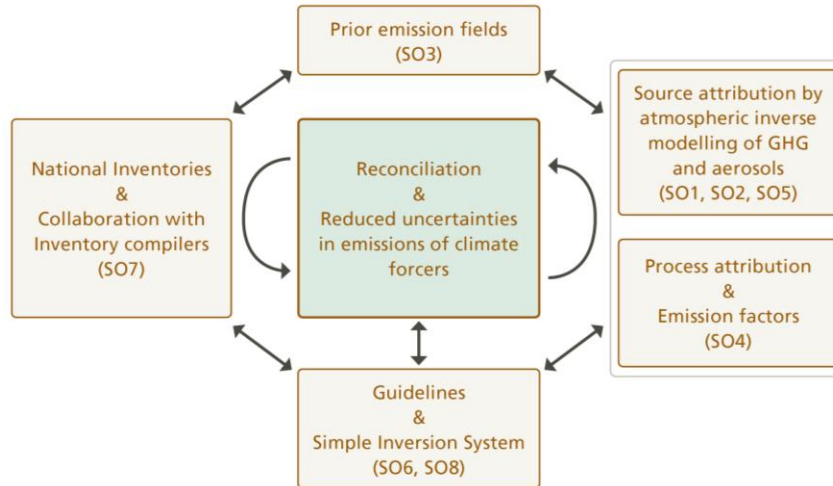 Prior emission fields
(SO3)
National Inventories
&
Collaboration with
Inventory compilers
(SO7)
Reconciliation
&
Reduced uncertainties
in emissions of climate
forcers
Source attribution by
atmospheric inverse
modelling of GHG
and aerosols
(SO1, SO2, SO5)
Process attribution
&
Emission factors
(SO4)
Guidelines
&
Simple Inversion System
(SO6, SO8)